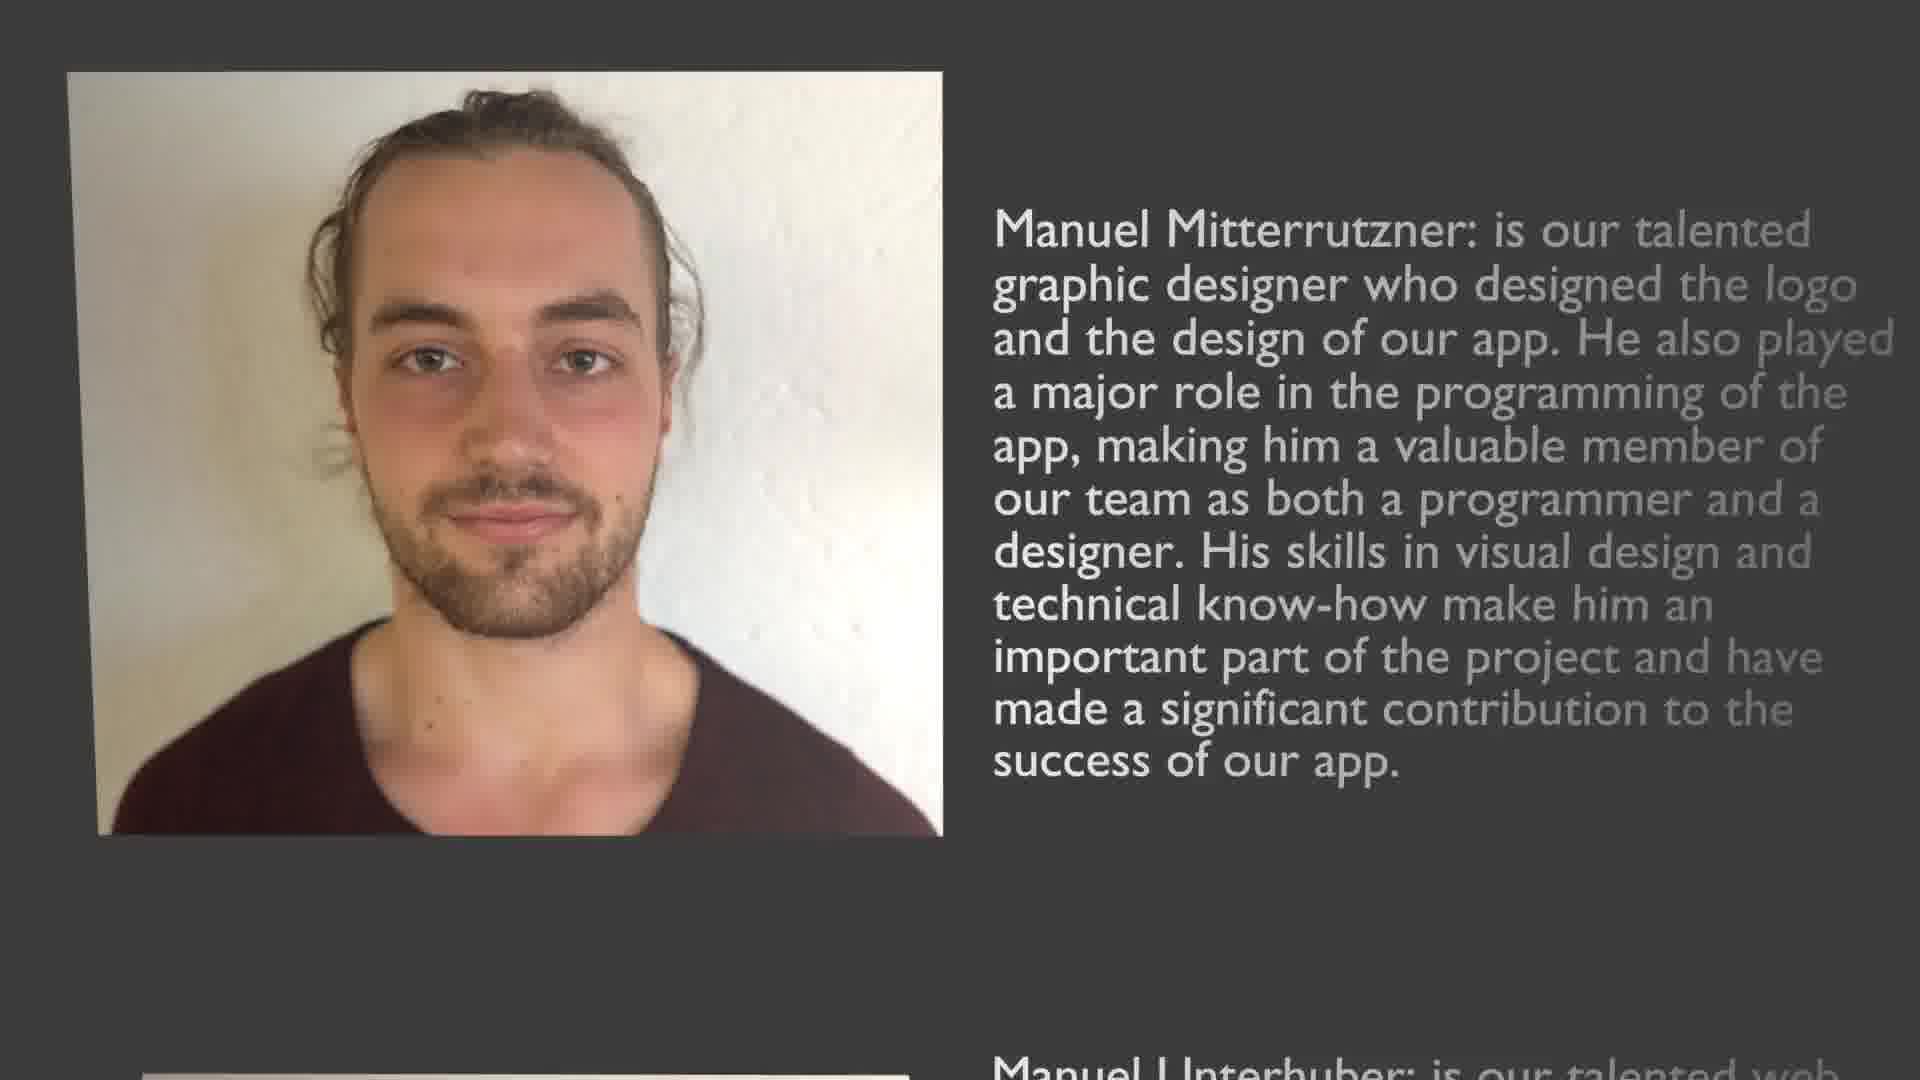 Manuel Mitterrutzner: is our talented
graphic designer who designed the logo
and the design of our app. He also played
a major role in the programming of the
app, making him a valuable member of
our team as both a programmer and a
designer. His skills in visual design and
technical know-how make him an
important part of the project and have
made a significant contribution to the
success of our app.
Manuel Unterhuber: is our talented web